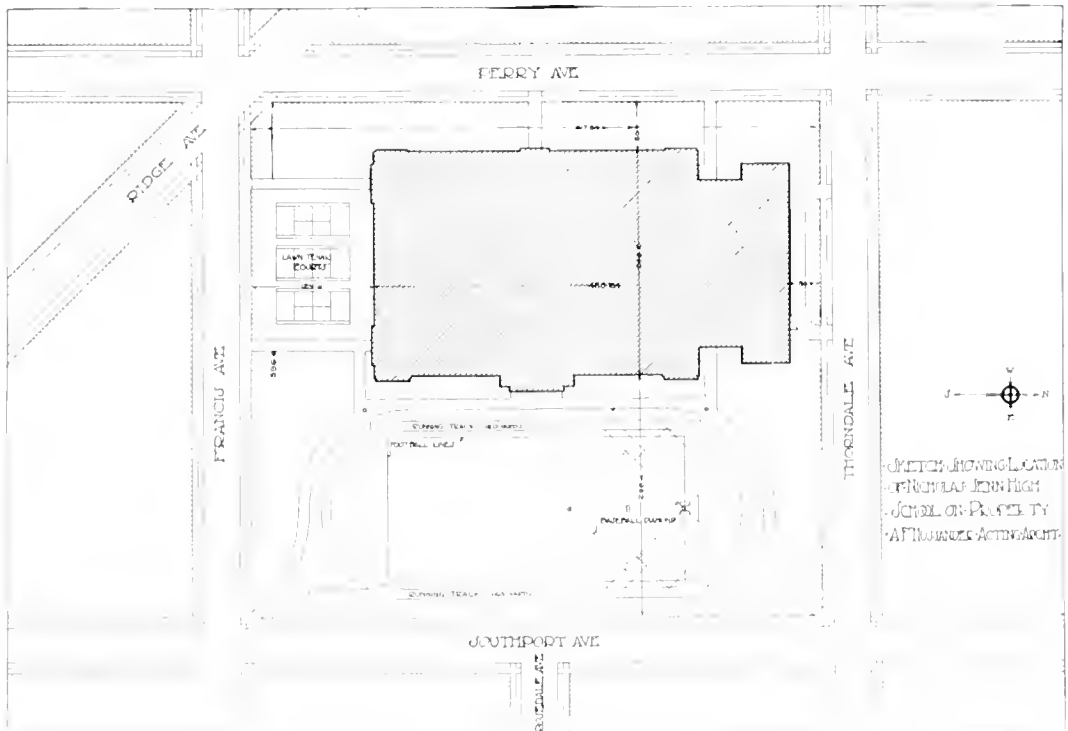 PERRY AVE
RIDGE AVE
LAWN TENNIS
COURTS
FRANCIS AVE
THORNDALE AVE
W
S N
E
RUNNING TRACK
FOOTBALL LINES
BASEBALL DIAMOND
RUNNING TRACK
SKETCH SHOWING LOCATION
OF NICHOLAS SENN HIGH
SCHOOL ON PROPERTY
A F HUSSANDER ACTING ARCHT
SOUTHPORT AVE
AVE